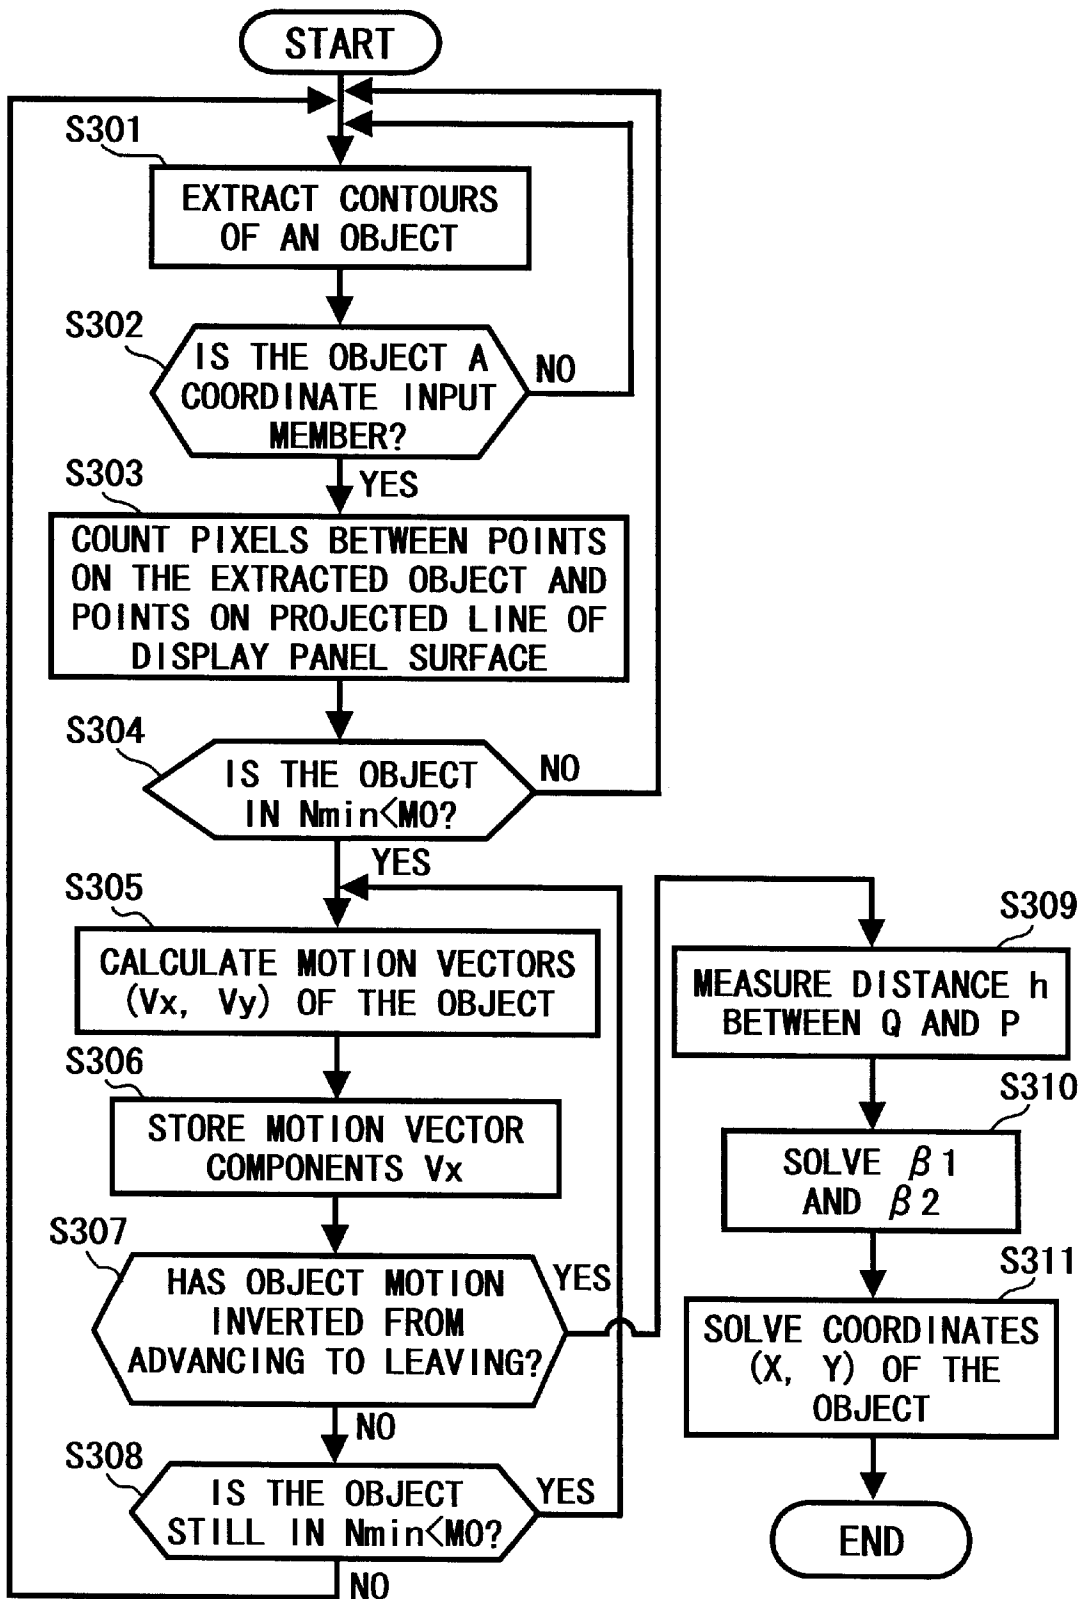 START
S301
EXTRACT CONTOURS
OF AN OBJECT
S302
IS THE OBJECT A
COORDINATE INPUT
MEMBER?
NO
YES
S303
COUNT PIXELS BETWEEN POINTS
ON THE EXTRACTED OBJECT AND
POINTS ON PROJECTED LINE OF
DISPLAY PANEL SURFACE
S304
IS THE OBJECT
IN Nmin<M0?
NO
YES
S305
CALCULATE MOTION VECTORS
(Vx, Vy) OF THE OBJECT
S306
STORE MOTION VECTOR
COMPONENTS Vx
S307
HAS OBJECT MOTION
INVERTED FROM
ADVANCING TO LEAVING?
YES
NO
S308
IS THE OBJECT
STILL IN Nmin<M0?
YES
NO
S309
MEASURE DISTANCE h
BETWEEN Q AND P
S310
SOLVE β1
AND β2
S311
SOLVE COORDINATES
(X, Y) OF THE
OBJECT
END